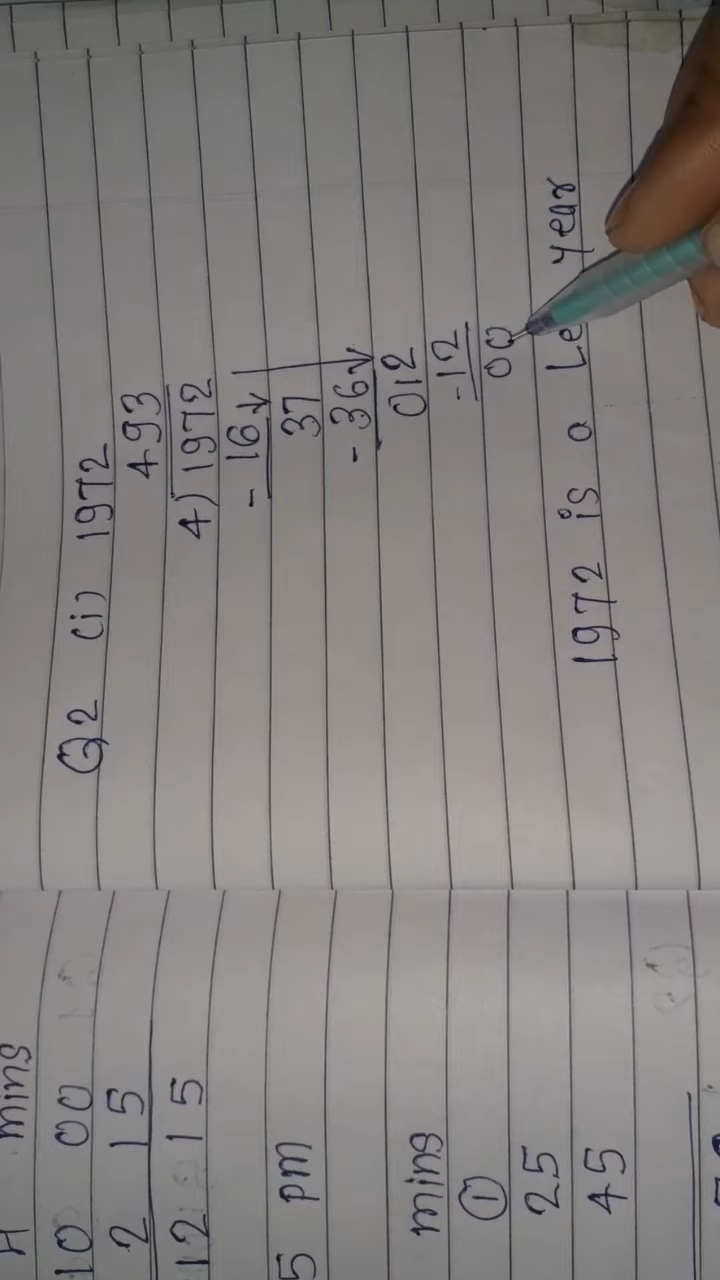 H mins
10 00
2 15
12 15
5 pm
mins
①
25
45
Q2 (i) 1972
493
4) 1972
- 16↓
37
- 36↓
012
- 12
00
1972 is a Le year